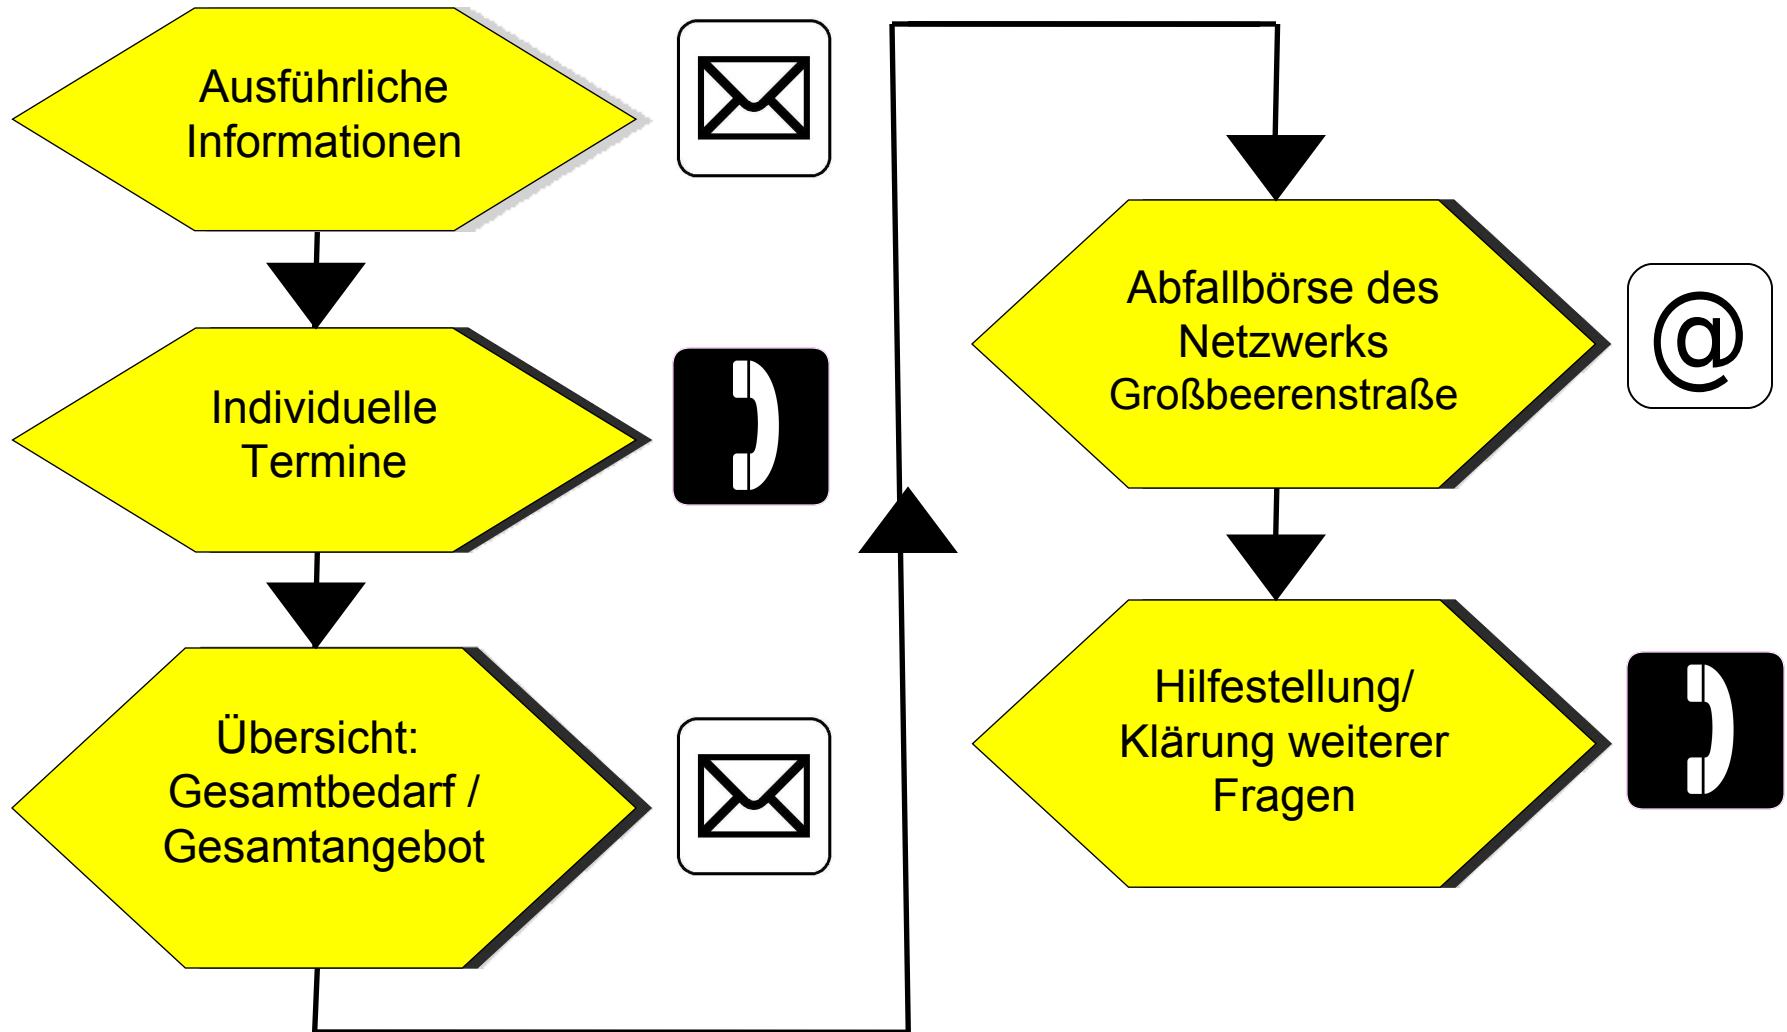 Ausführliche
Informationen
Individuelle
Termine
Übersicht:
Gesamtbedarf /
Gesamtangebot
Abfallbörse des
Netzwerks
Großbeerenstraße
@
Hilfestellung/
Klärung weiterer
Fragen